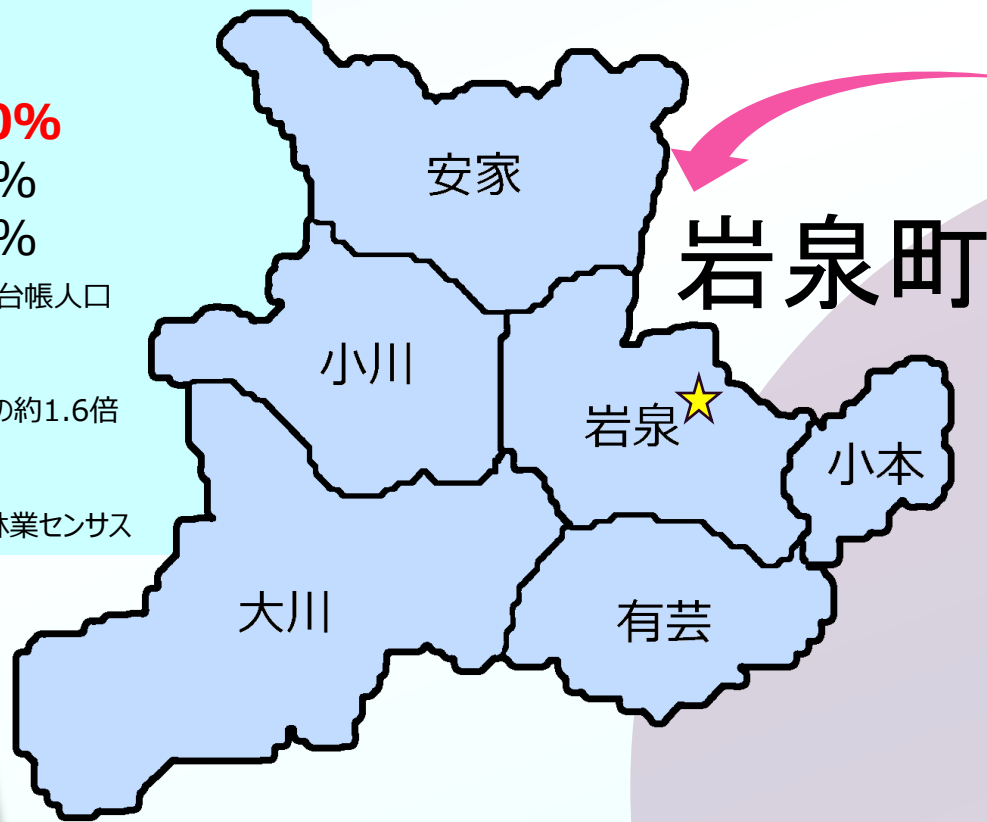 0%
%
%
台帳人口
の約1.6倍
林業センサス
安家
岩泉町
小川
岩泉
小本
大川
有芸